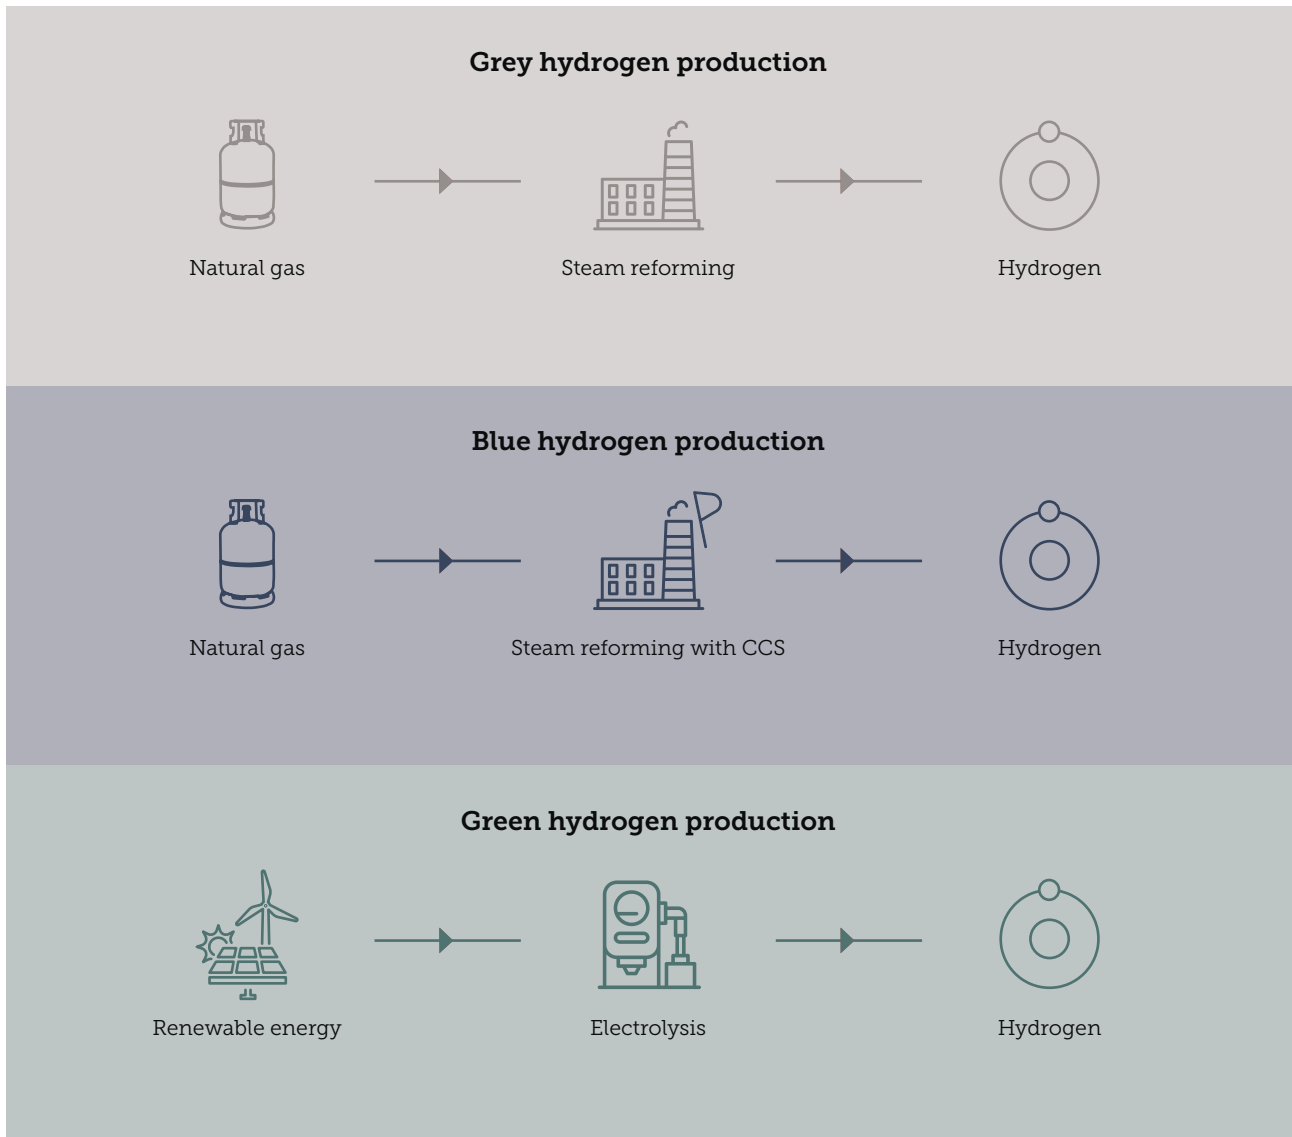 Grey hydrogen production
Natural gas
Steam reforming
Hydrogen
Blue hydrogen production
Natural gas
Steam reforming with CCS
Hydrogen
Green hydrogen production
Renewable energy
Electrolysis
Hydrogen